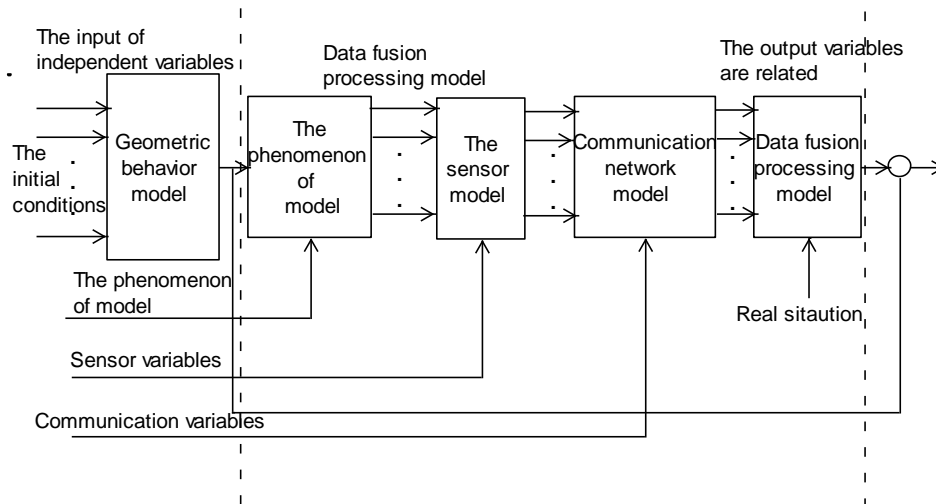 The input of
independent variables
Data fusion
processing model
The output variables
are related
The
initial
conditions
Geometric
behavior
model
The
phenomenon
of
model
The
sensor
model
Communication
network
model
Data fusion
processing
model
The phenomenon
of model
Real sitaution
Sensor variables
Communication variables